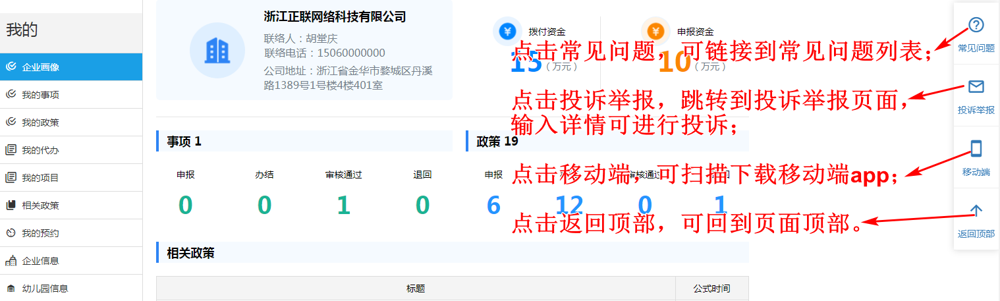 我的
企业画像
我的事项
我的政策
我的代办
我的项目
相关政策
我的预约
企业信息
幼儿园信息
浙江正联网络科技有限公司
联络人：胡堂庆
联络电话：15060000000
公司地址：浙江省金华市婺城区丹溪
路1389号1号楼4楼401室
拨付资金
15（万元）
申报资金
10（万元）
点击常见问题，可链接到常见问题列表；
点击投诉举报，跳转到投诉举报页面，
输入详情可进行投诉；
点击移动端，可扫描下载移动端app；
点击返回顶部，可回到页面顶部。
事项 1
申报 办结 审核通过 退回
0 0 1 0
政策 19
申报 审核通过
6 12 0 1
相关政策
标题 公式时间
常见问题
投诉举报
移动端
返回顶部